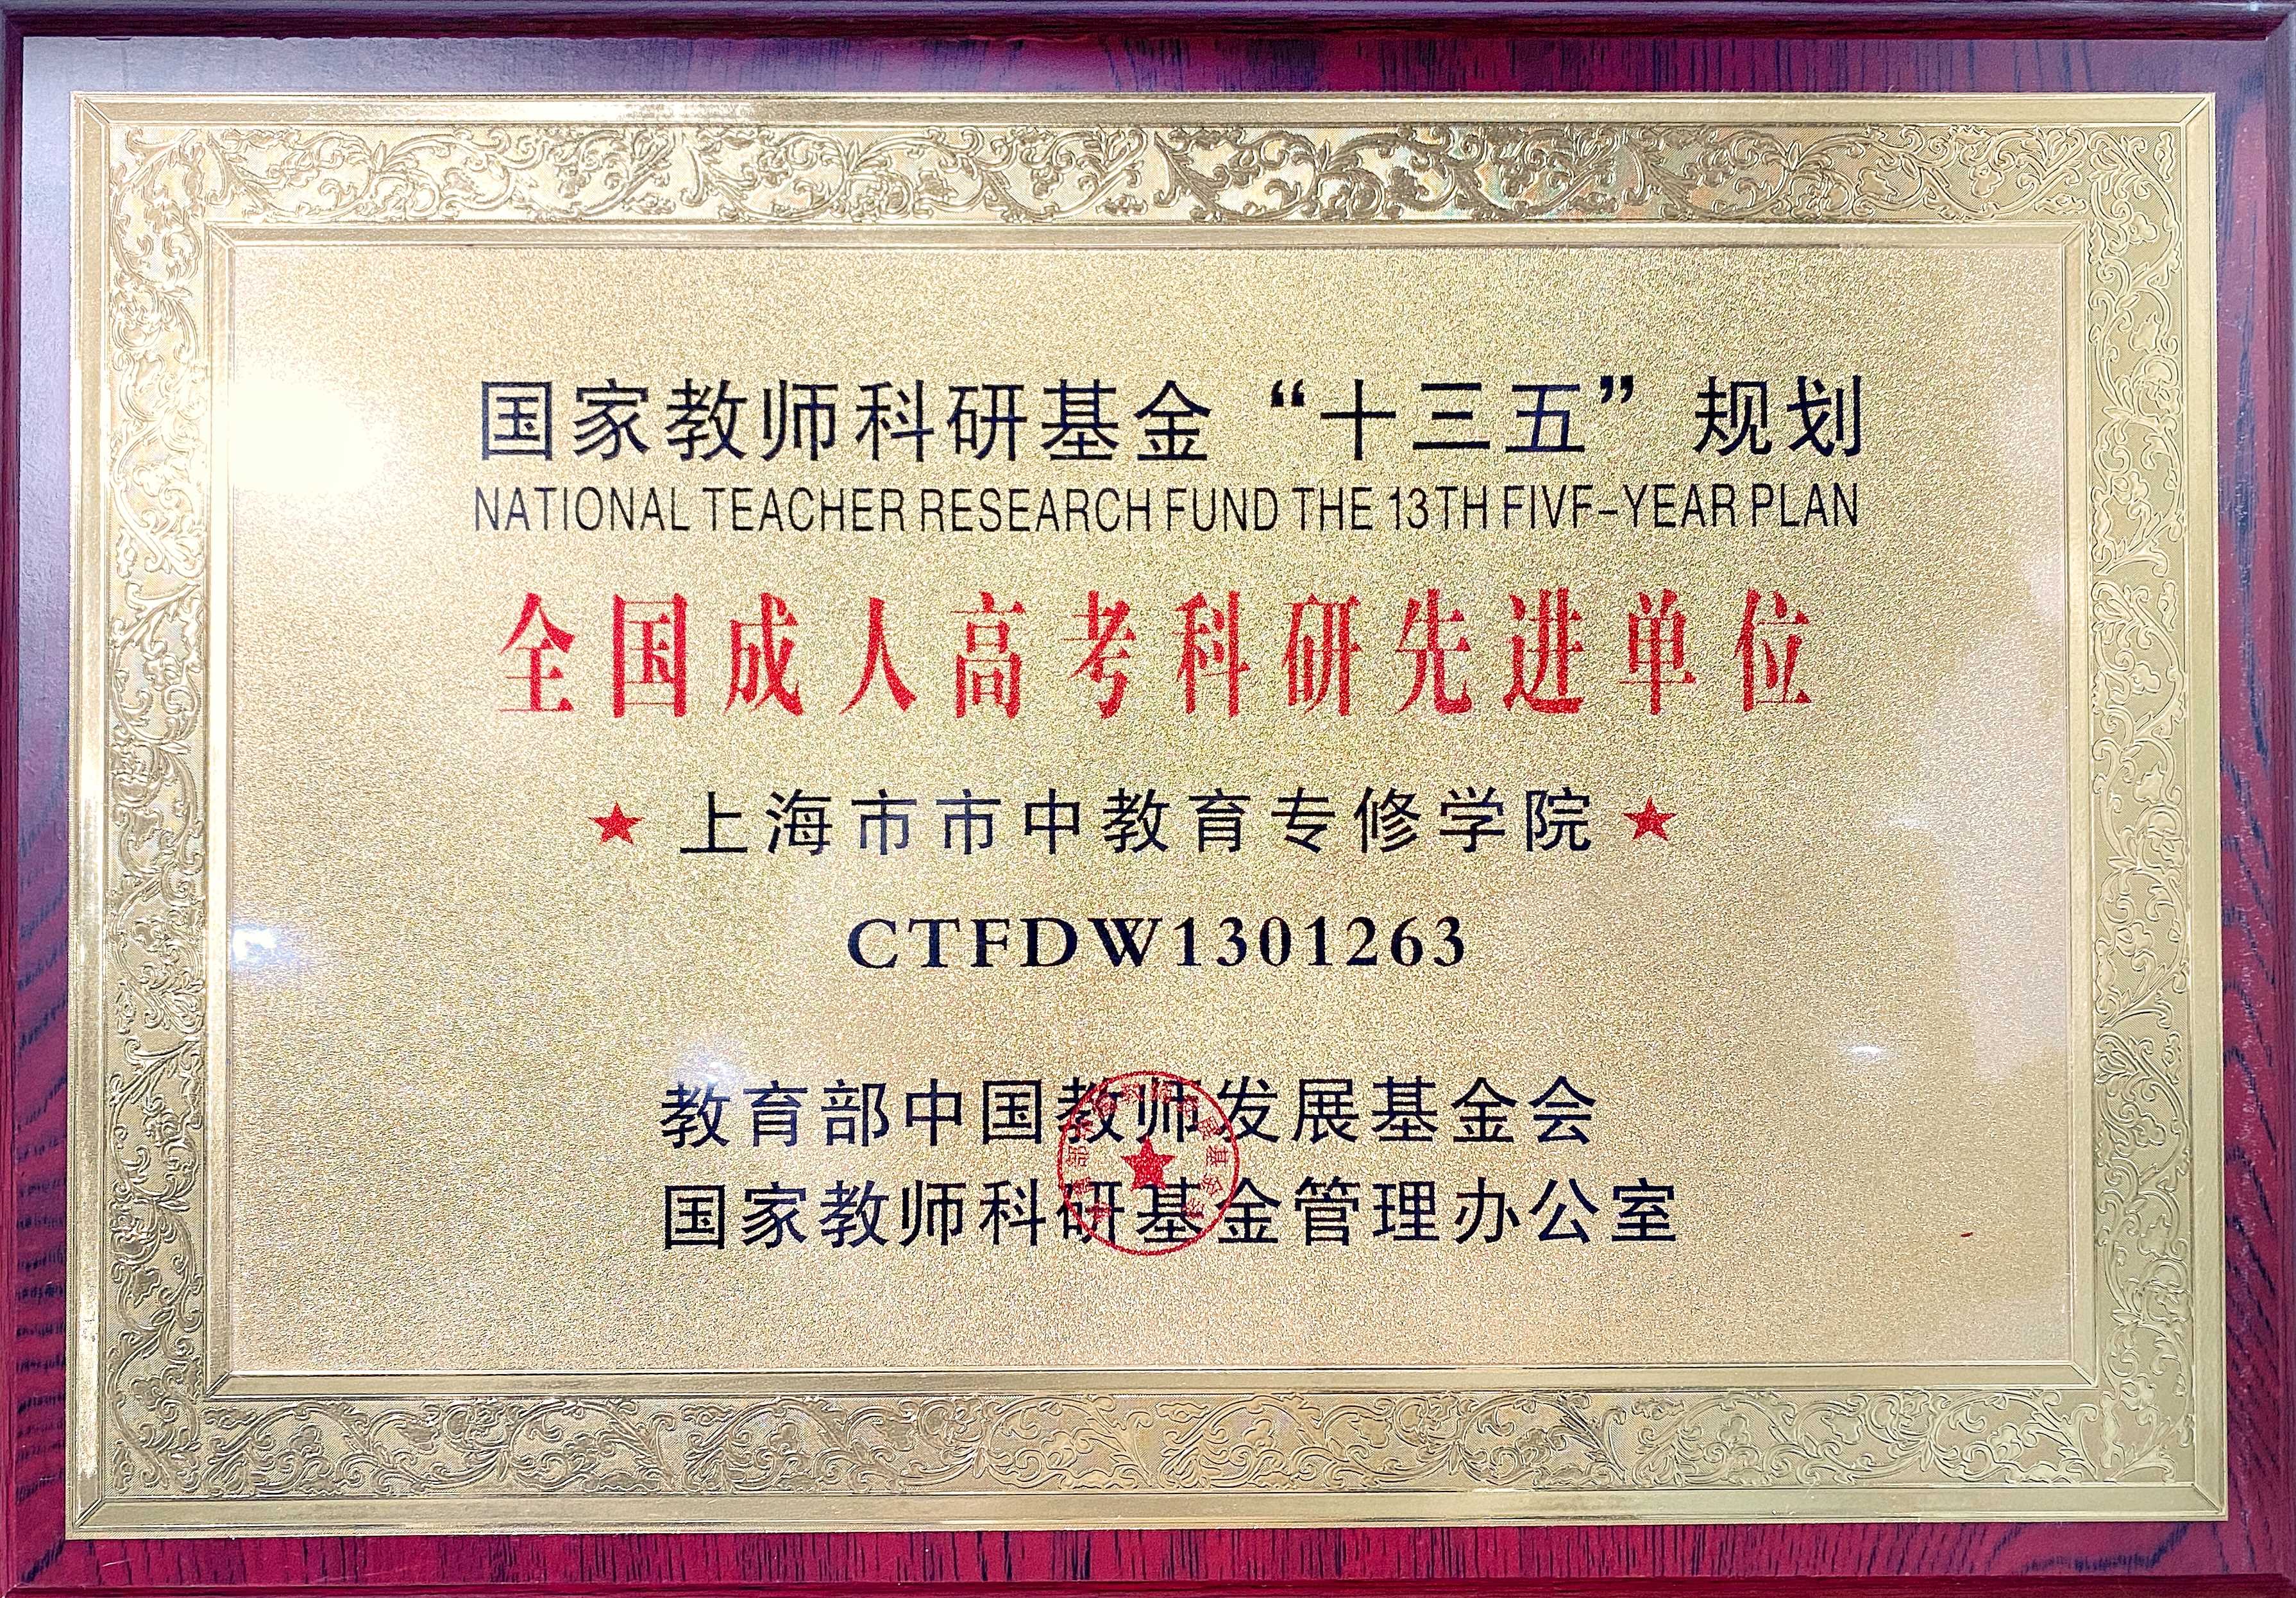 国家教师科研基金“十三五”规划
NATIONAL TEACHER RESEARCH FUND THE 13TH FIVF-YEAR PLAN
全国成人高考科研先进单位
★ 上海市市中教育专修学院 ★
CTFDW1301263
教育部中国教师发展基金会
国家教师科研基金管理办公室